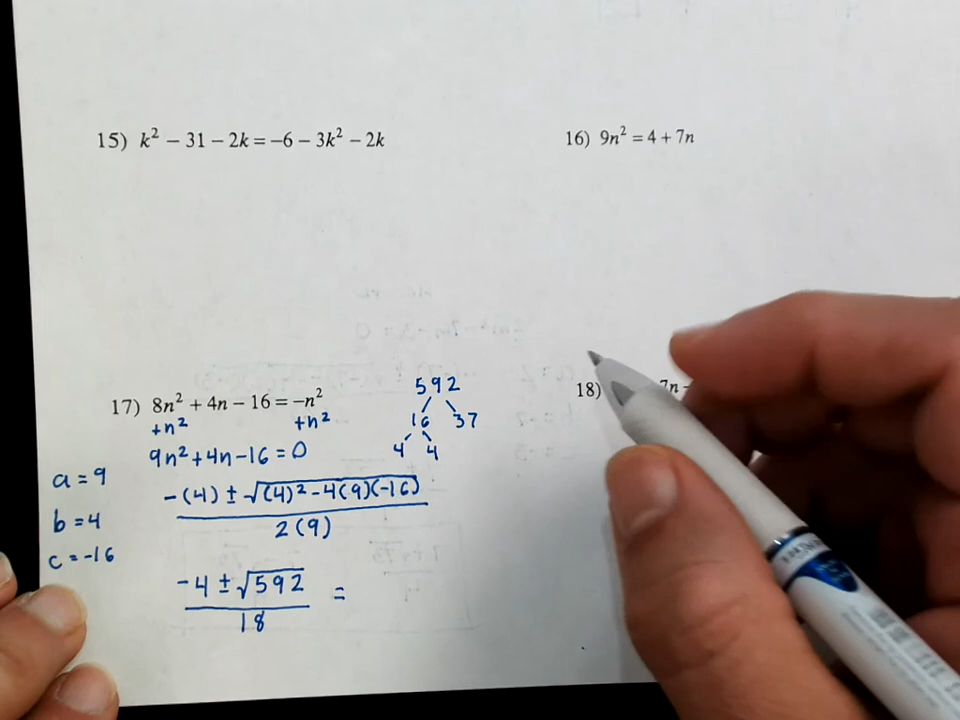 15) k² − 31 − 2k = −6 − 3k² − 2k
16) 9n² = 4 + 7n
17) 8n² + 4n − 16 = −n²
+n² +n²
9n² + 4n − 16 = 0
a = 9
b = 4
c = −16
−(4) ± √(4)² − 4(9)(−16)
2(9)
−4 ± √592 =
18
592
16 37
4 4
18) 7n −